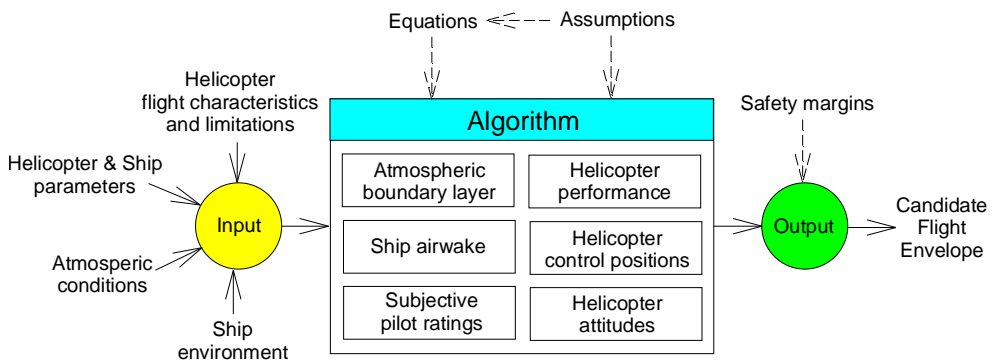 Equations
Assumptions
Helicopter
flight characteristics
and limitations
Safety margins
Algorithm
Helicopter & Ship
parameters
Atmospheric
boundary layer
Helicopter
performance
Input
Ship airwake
Helicopter
control positions
Output
Candidate
Flight
Envelope
Atmosperic
conditions
Subjective
pilot ratings
Helicopter
attitudes
Ship
environment